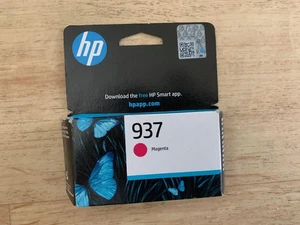 hp
Download the free HP Smart app.
hpapp.com
937
Magenta